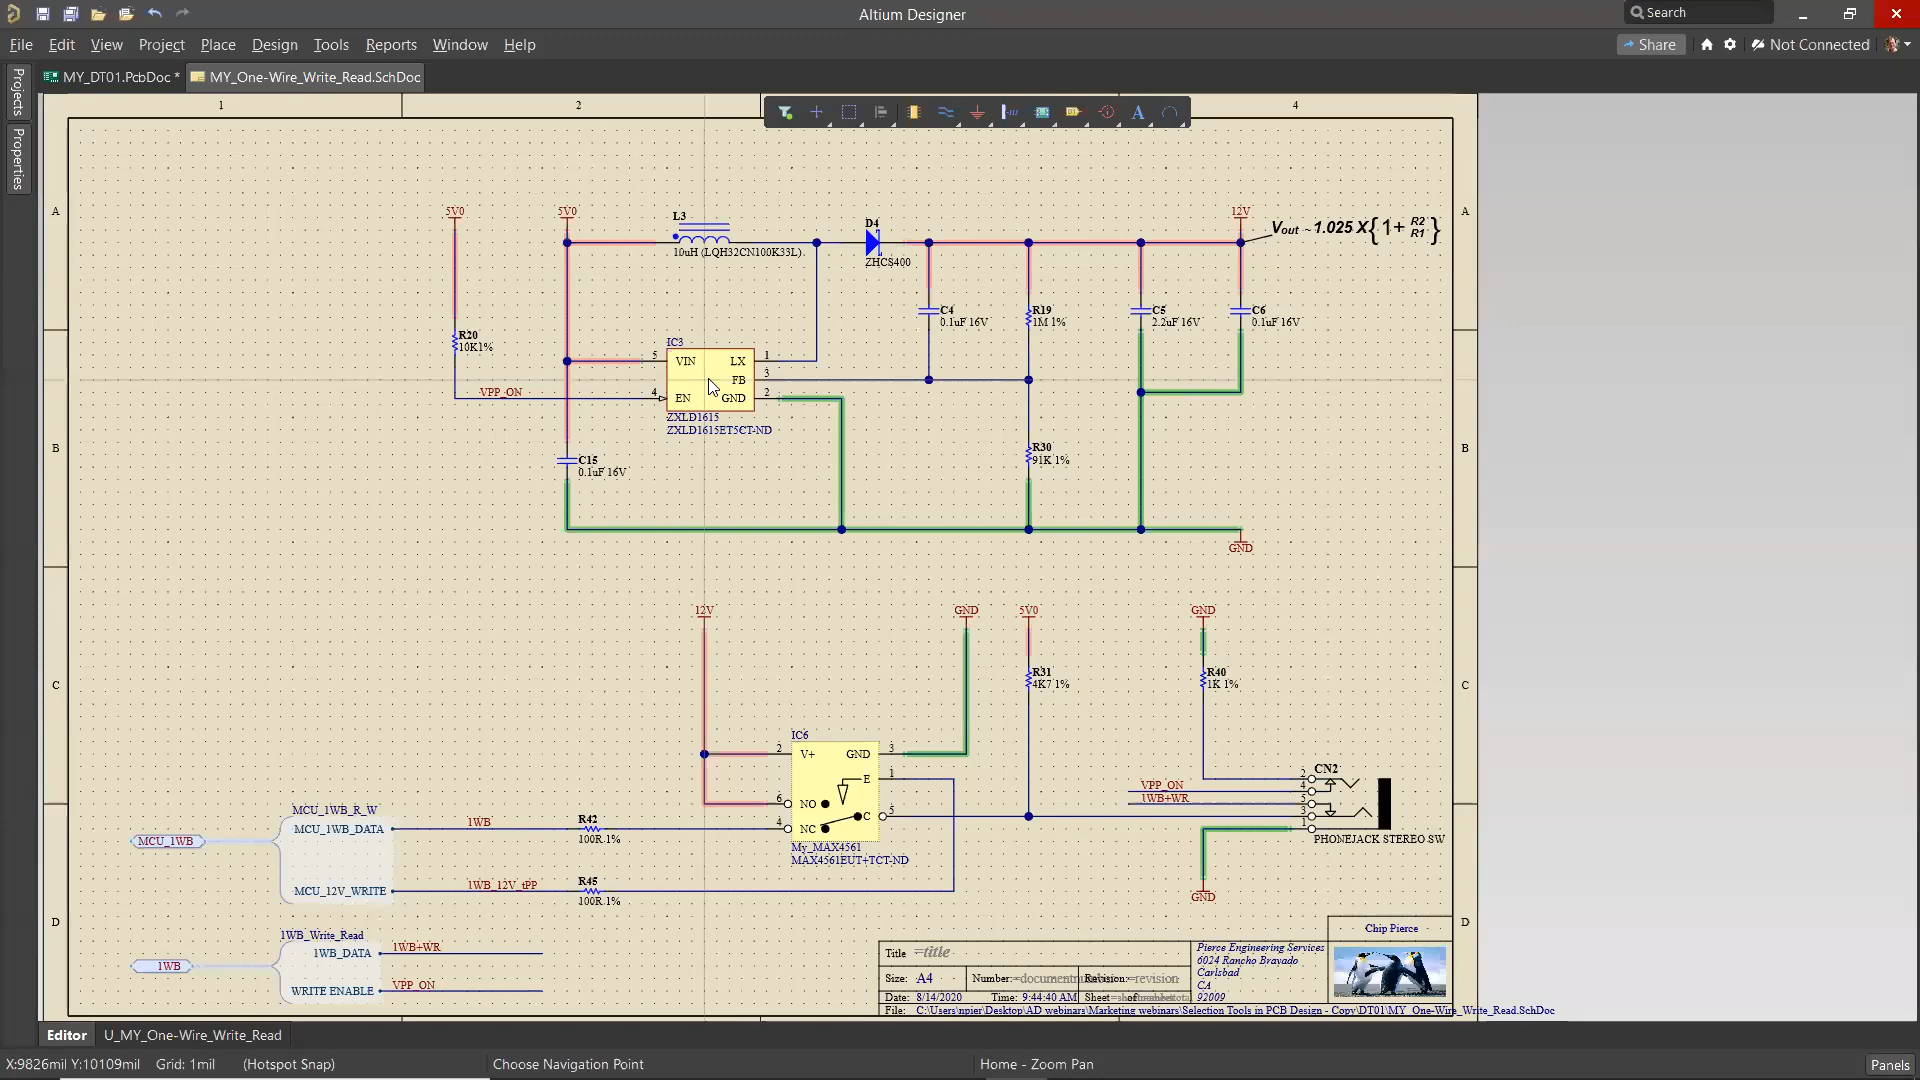 Altium Designer
Search
File Edit View Project Place Design Tools Reports Window Help
Share
Not Connected
Projects
Properties
MY_DT01.PcbDoc *
MY_One-Wire_Write_Read.SchDoc
1
2
4
A
A
5V0
5V0
L3
10uH (LQH32CN100K33L)
D4
ZHCS400
12V
Vout ~ 1.025 X{ 1+ R2
R1 }
R20
10K1%
C4
0.1uF 16V
R19
1M 1%
C5
2.2uF 16V
C6
0.1uF 16V
IC3
5 VIN LX 1
FB 3
VPP_ON
4 EN GND 2
ZXLD1615
ZXLD1615ET5CT-ND
B
B
C15
0.1uF 16V
R30
91K 1%
GND
12V
GND
5V0
GND
C
C
R31
4K7 1%
R40
1K 1%
IC6
2 V+ GND 3
E 1
6 NO
C 5
4 NC
My_MAX4561
MAX4561EUT+TCT-ND
CN2
2
VPP_ON 4
1WB+WR 5
3
1
PHONEJACK STEREO SW
GND
MCU_1WB_R_W
MCU_1WB
MCU_1WB_DATA
1WB
R42
100R.1%
MCU_12V_WRITE
1WB_12V_tPP
R45
100R.1%
D
D
1WB_Write_Read
1WB
1WB_DATA
1WB+WR
WRITE ENABLE
VPP_ON
Title =title
Size: A4
Number:
Revision:
=revision
Date: 8/14/2020
Time: 9:44:40 AM
Sheet
of
File: C:\Users\npier\Desktop\AD webinars\Marketing webinars\Selection Tools in PCB Design - Copy\DT01\MY_One-Wire_Write_Read.SchDoc
Pierce Engineering Services
6024 Rancho Bravado
Carlsbad
CA
92009
Chip Pierce
Editor
U_MY_One-Wire_Write_Read
X:9826mil Y:10109mil
Grid: 1mil
(Hotspot Snap)
Choose Navigation Point
Home - Zoom Pan
Panels